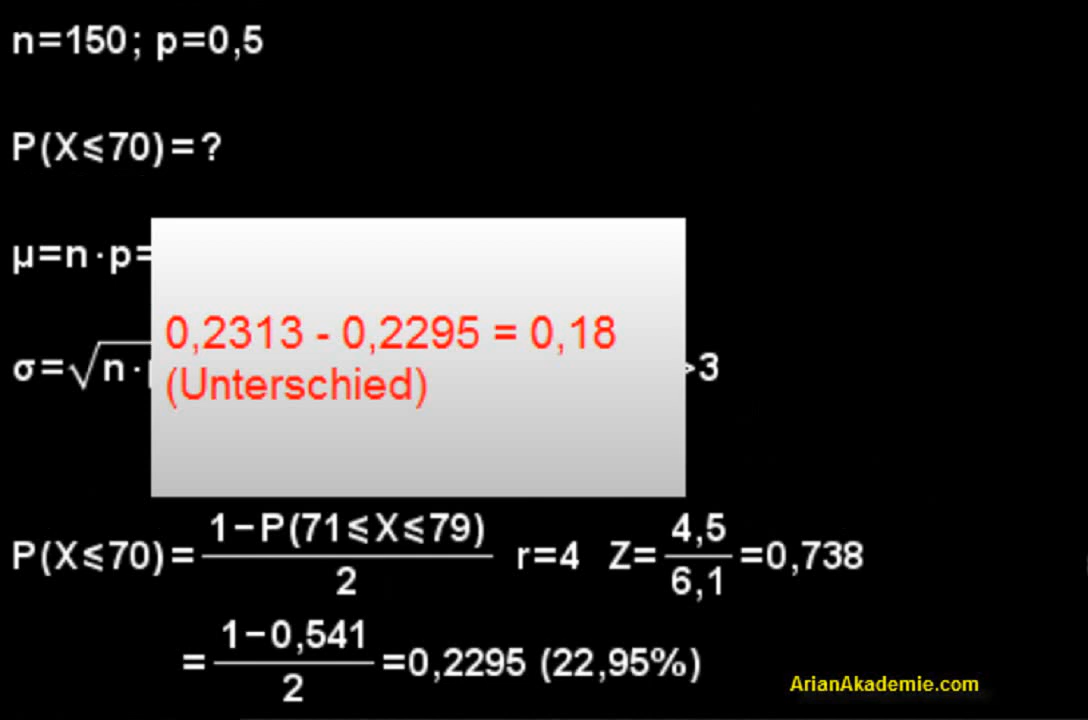 n=150; p=0,5
P(X≤70)=?
μ=n·p=
σ=√n·
>3
0,2313 - 0,2295 = 0,18
(Unterschied)
P(X≤70)= 1−P(71≤X≤79) / 2 r=4 Z= 4,5 / 6,1 =0,738
= 1−0,541 / 2 =0,2295 (22,95%)
ArianAkademie.com